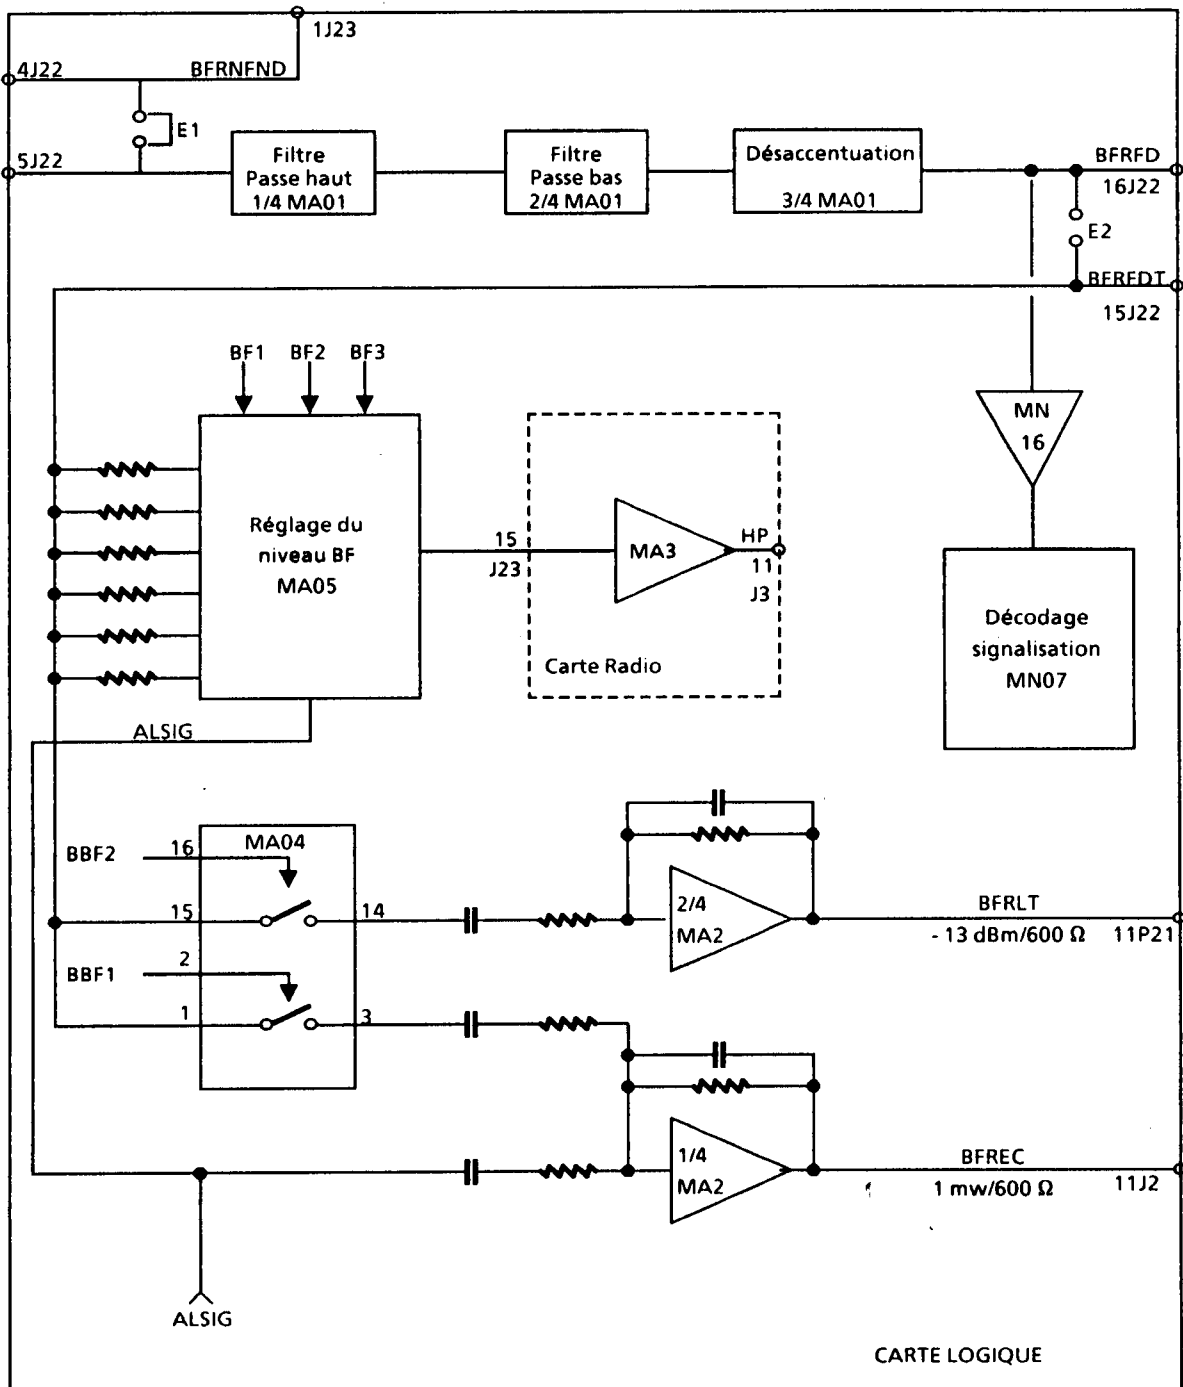 1J23
4J22
BFRNFND
E1
5J22
Filtre
Passe haut
1/4 MA01
Filtre
Passe bas
2/4 MA01
Désaccentuation
3/4 MA01
BFRFD
16J22
E2
BFRFDT
15J22
BF1 BF2 BF3
MN
16
Réglage du
niveau BF
MA05
15
J23
MA3
HP
11
J3
Carte Radio
Décodage
signalisation
MN07
ALSIG
BBF2
16
MA04
15
14
BBF1
2
1
3
2/4
MA2
BFRLT
- 13 dBm/600 Ω
11P21
1/4
MA2
BFREC
1 mw/600 Ω
11J2
ALSIG
CARTE LOGIQUE